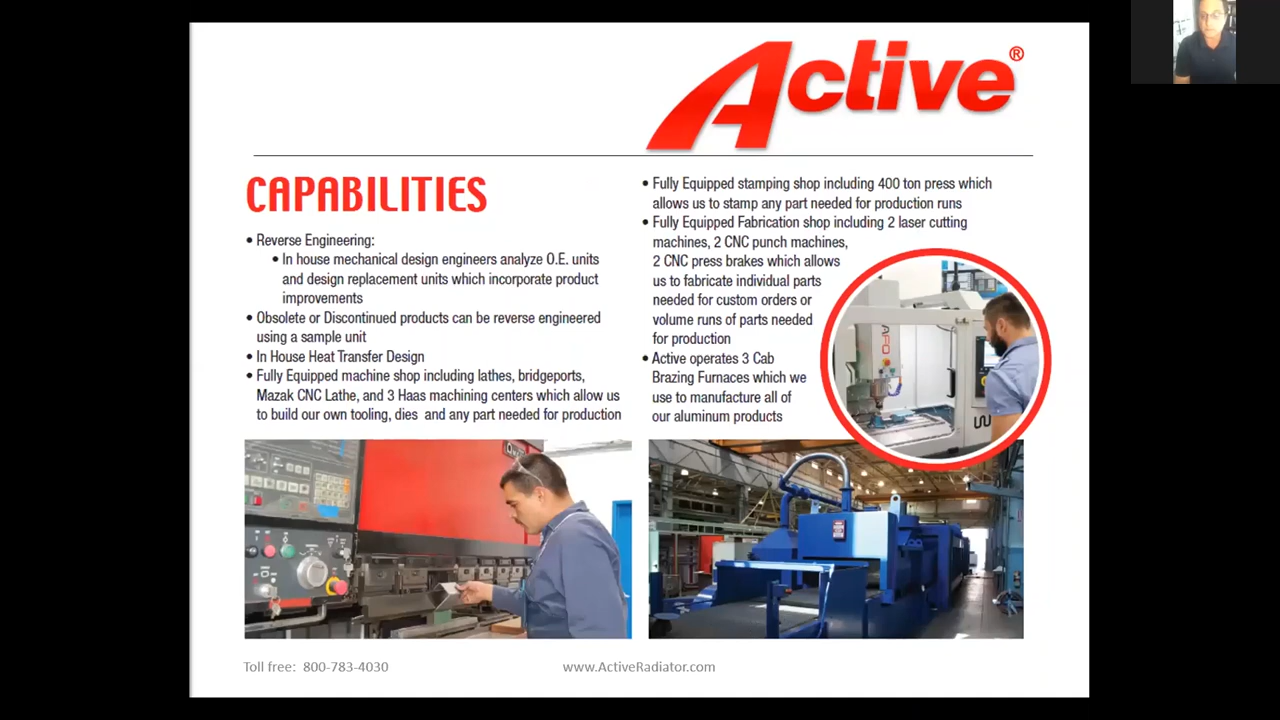 Active®
CAPABILITIES
• Reverse Engineering:
• In house mechanical design engineers analyze O.E. units
and design replacement units which incorporate product
improvements
• Obsolete or Discontinued products can be reverse engineered
using a sample unit
• In House Heat Transfer Design
• Fully Equipped machine shop including lathes, bridgeports,
Mazak CNC Lathe, and 3 Haas machining centers which allow us
to build our own tooling, dies and any part needed for production
• Fully Equipped stamping shop including 400 ton press which
allows us to stamp any part needed for production runs
• Fully Equipped Fabrication shop including 2 laser cutting
machines, 2 CNC punch machines,
2 CNC press brakes which allows
us to fabricate individual parts
needed for custom orders or
volume runs of parts needed
for production
• Active operates 3 Cab
Brazing Furnaces which we
use to manufacture all of
our aluminum products
Toll free: 800-783-4030
www.ActiveRadiator.com